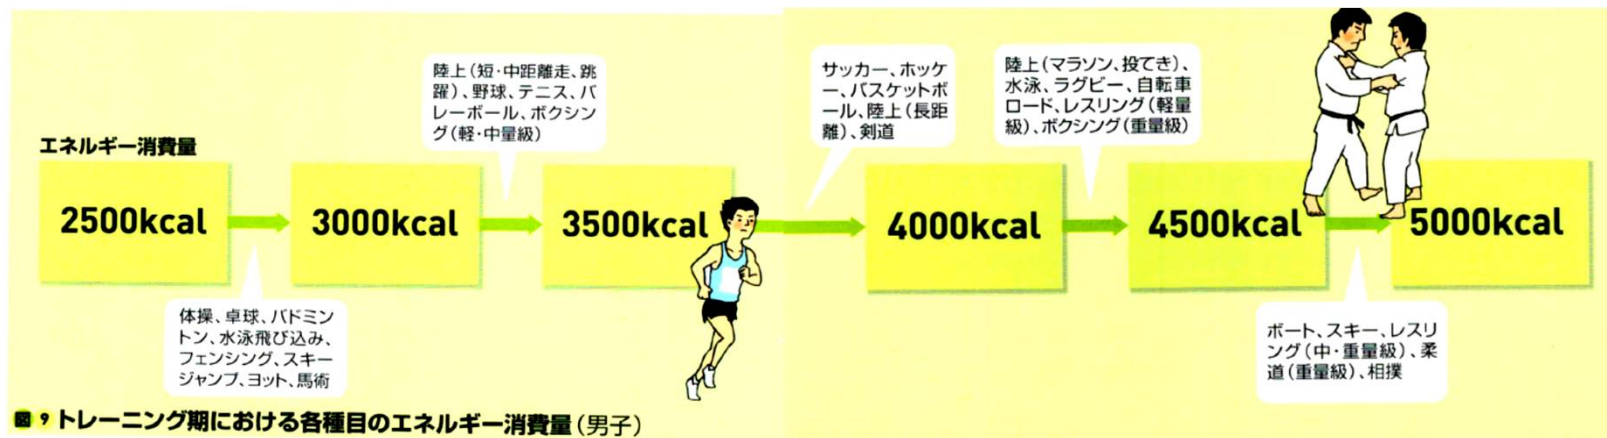 エネルギー消費量
2500kcal
体操、卓球、バドミン
トン、水泳飛び込み、
フェンシング、スキー
ジャンプ、ヨット、馬術
3000kcal
陸上(短・中距離走、跳
躍)、野球、テニス、バ
レーボール、ボクシン
グ(軽・中量級)
3500kcal
サッカー、ホッケ
ー、バスケットボ
ール、陸上(長距
離)、剣道
4000kcal
陸上(マラソン、投てき)、
水泳、ラグビー、自転車
ロード、レスリング(軽量
級)、ボクシング(重量級)
4500kcal
ボート、スキー、レスリ
ング(中・重量級)、柔
道(重量級)、相撲
5000kcal
図9 トレーニング期における各種目のエネルギー消費量(男子)